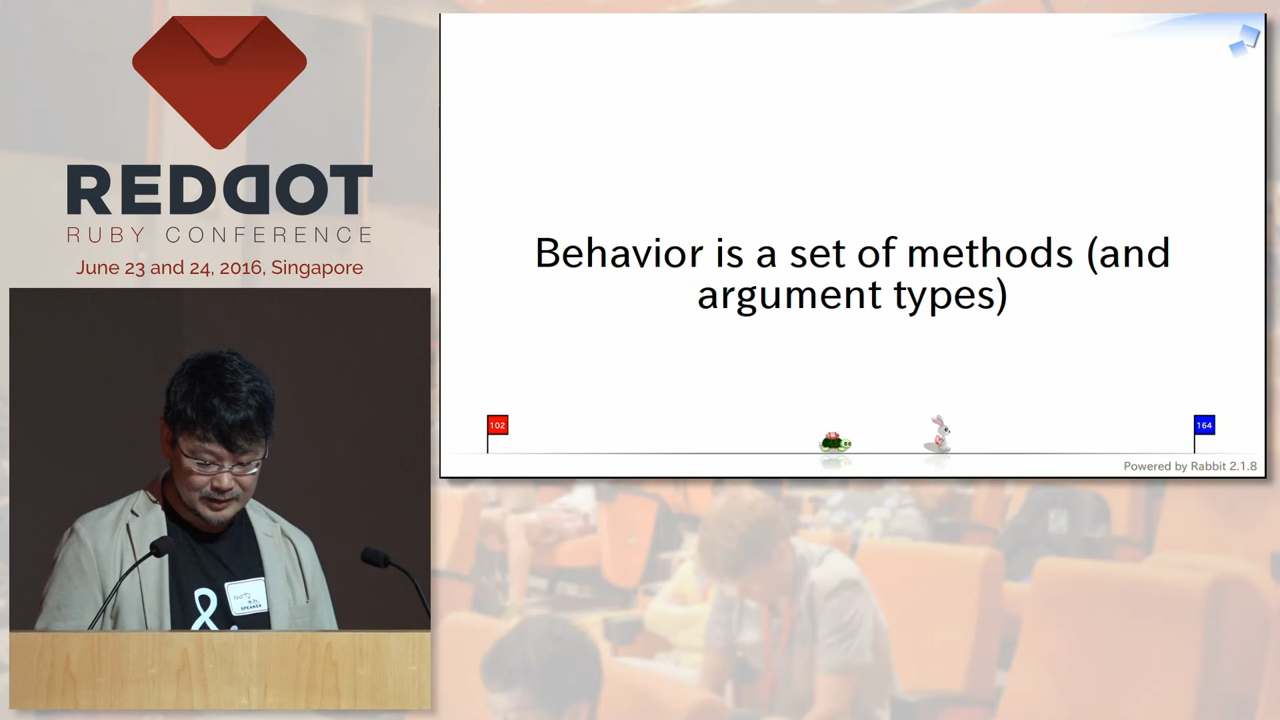 REDDOT
RUBY CONFERENCE
June 23 and 24, 2016, Singapore
SPEAKER
Behavior is a set of methods (and
argument types)
102
164
Powered by Rabbit 2.1.8